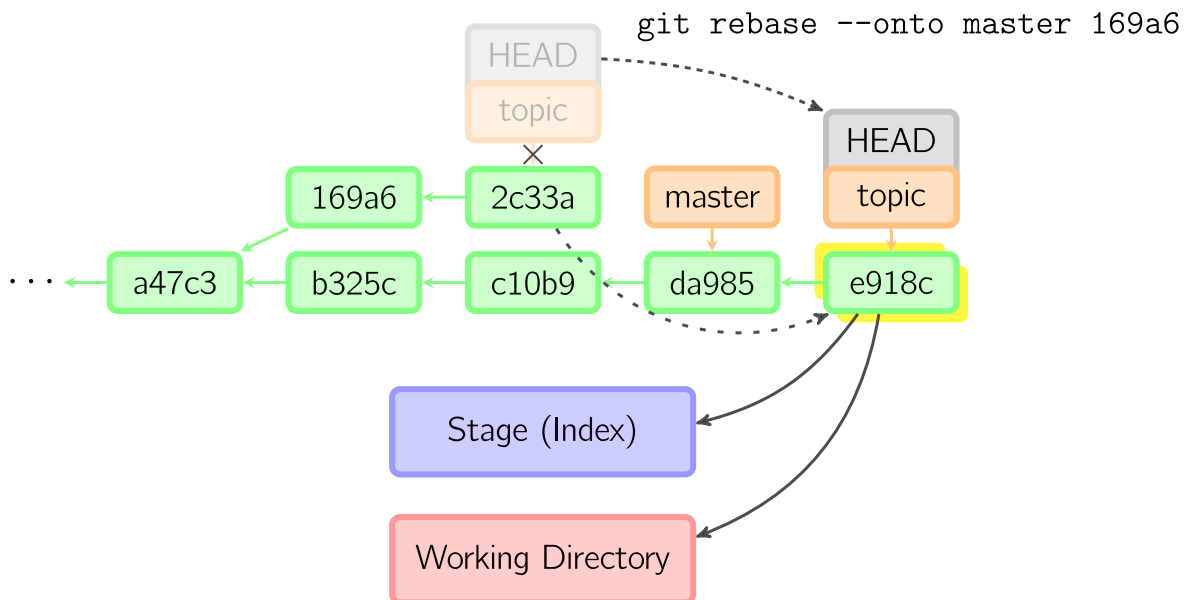 git rebase --onto master 169a6
HEAD
topic
HEAD
169a6
2c33a
master
topic
...
a47c3
b325c
c10b9
da985
e918c
Stage (Index)
Working Directory